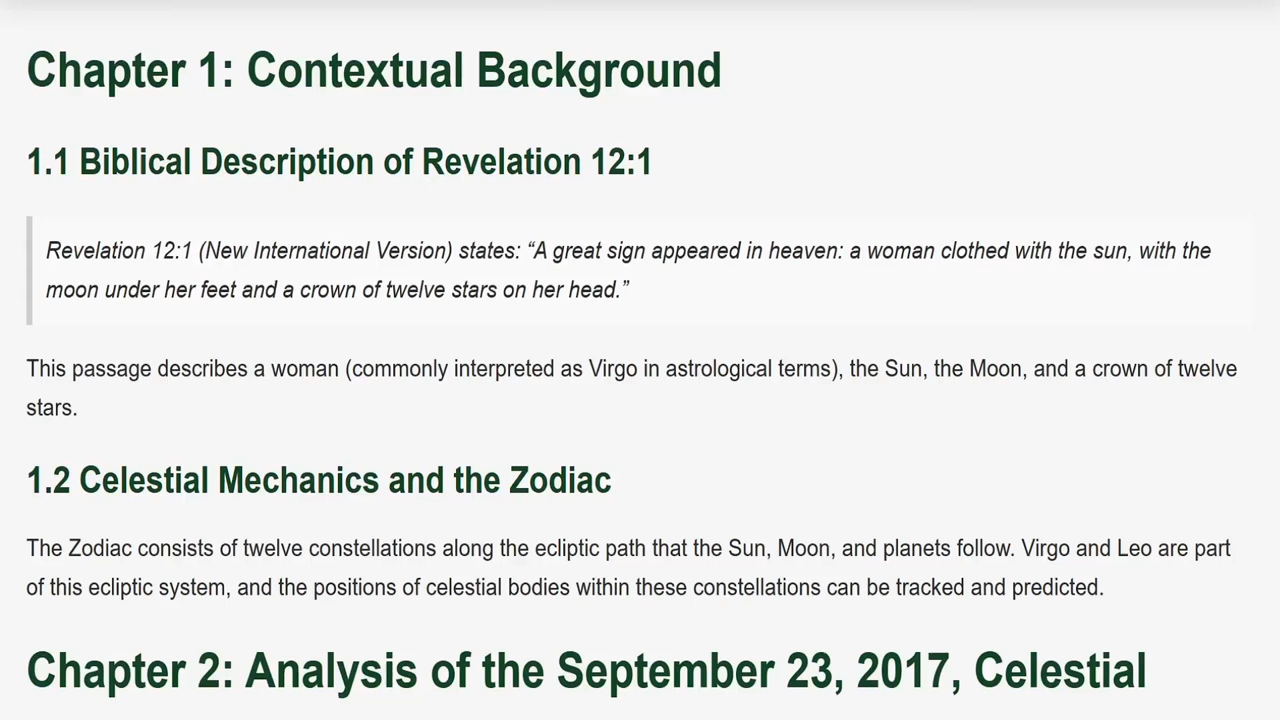 Chapter 1: Contextual Background
1.1 Biblical Description of Revelation 12:1
Revelation 12:1 (New International Version) states: “A great sign appeared in heaven: a woman clothed with the sun, with the
moon under her feet and a crown of twelve stars on her head.”
This passage describes a woman (commonly interpreted as Virgo in astrological terms), the Sun, the Moon, and a crown of twelve
stars.
1.2 Celestial Mechanics and the Zodiac
The Zodiac consists of twelve constellations along the ecliptic path that the Sun, Moon, and planets follow. Virgo and Leo are part
of this ecliptic system, and the positions of celestial bodies within these constellations can be tracked and predicted.
Chapter 2: Analysis of the September 23, 2017, Celestial